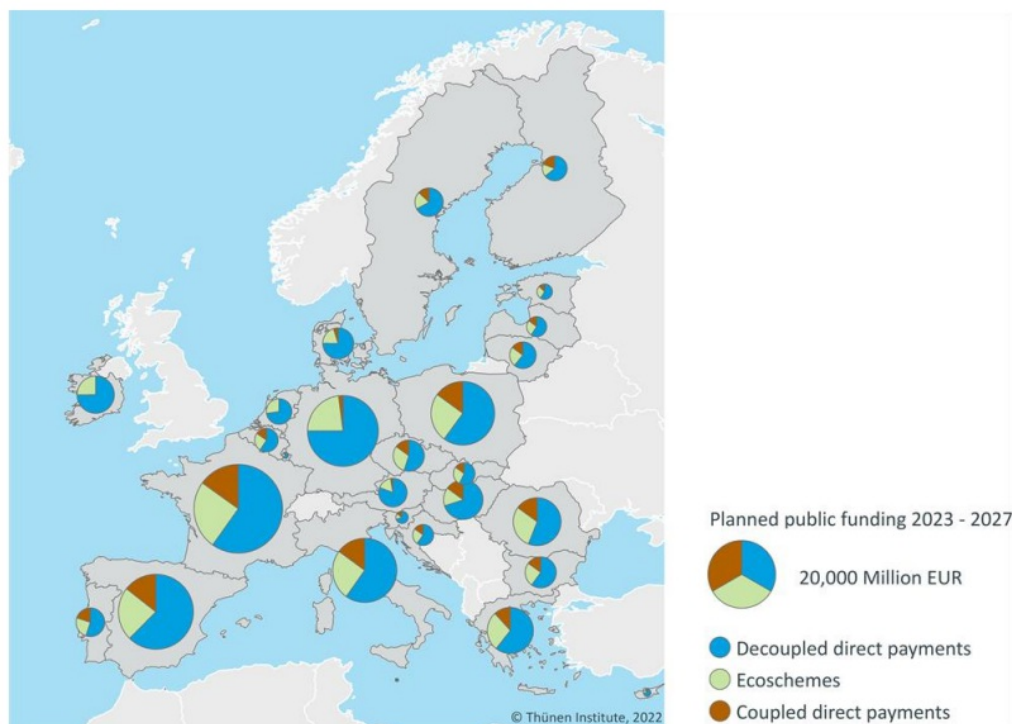 Planned public funding 2023 - 2027
20,000 Million EUR
Decoupled direct payments
Ecoschemes
Coupled direct payments
© Thünen Institute, 2022